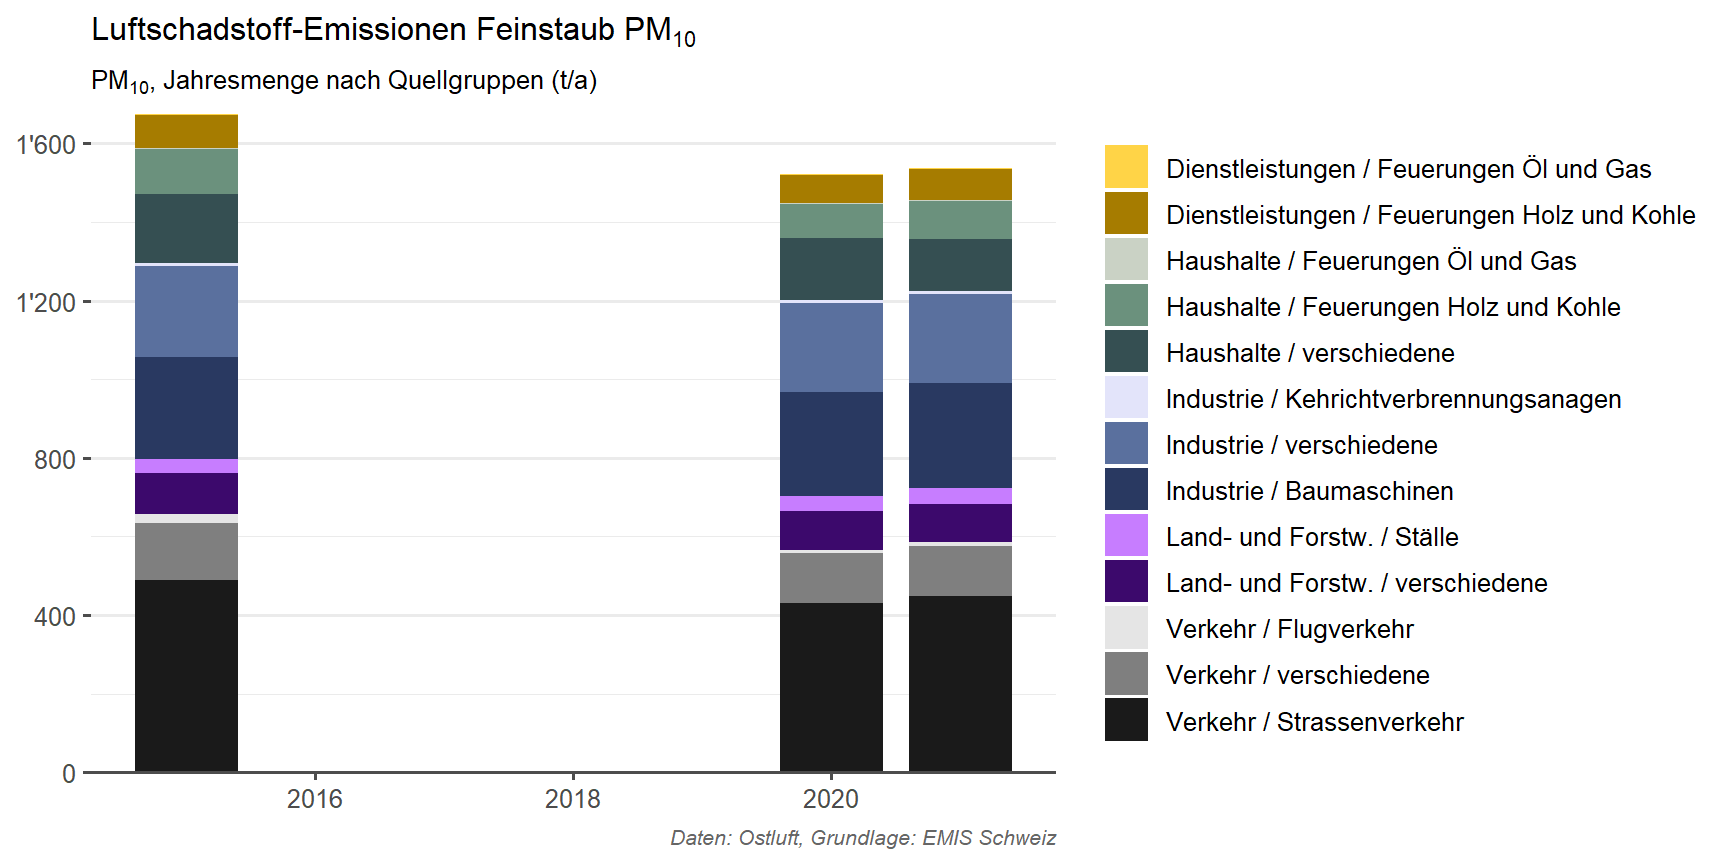 Luftschadstoff-Emissionen Feinstaub PM₁₀
PM₁₀, Jahresmenge nach Quellgruppen (t/a)
1'600
1'200
800
400
0
2016
2018
2020
Dienstleistungen / Feuerungen Öl und Gas
Dienstleistungen / Feuerungen Holz und Kohle
Haushalte / Feuerungen Öl und Gas
Haushalte / Feuerungen Holz und Kohle
Haushalte / verschiedene
Industrie / Kehrichtverbrennungsanagen
Industrie / verschiedene
Industrie / Baumaschinen
Land- und Forstw. / Ställe
Land- und Forstw. / verschiedene
Verkehr / Flugverkehr
Verkehr / verschiedene
Verkehr / Strassenverkehr
Daten: Ostluft, Grundlage: EMIS Schweiz